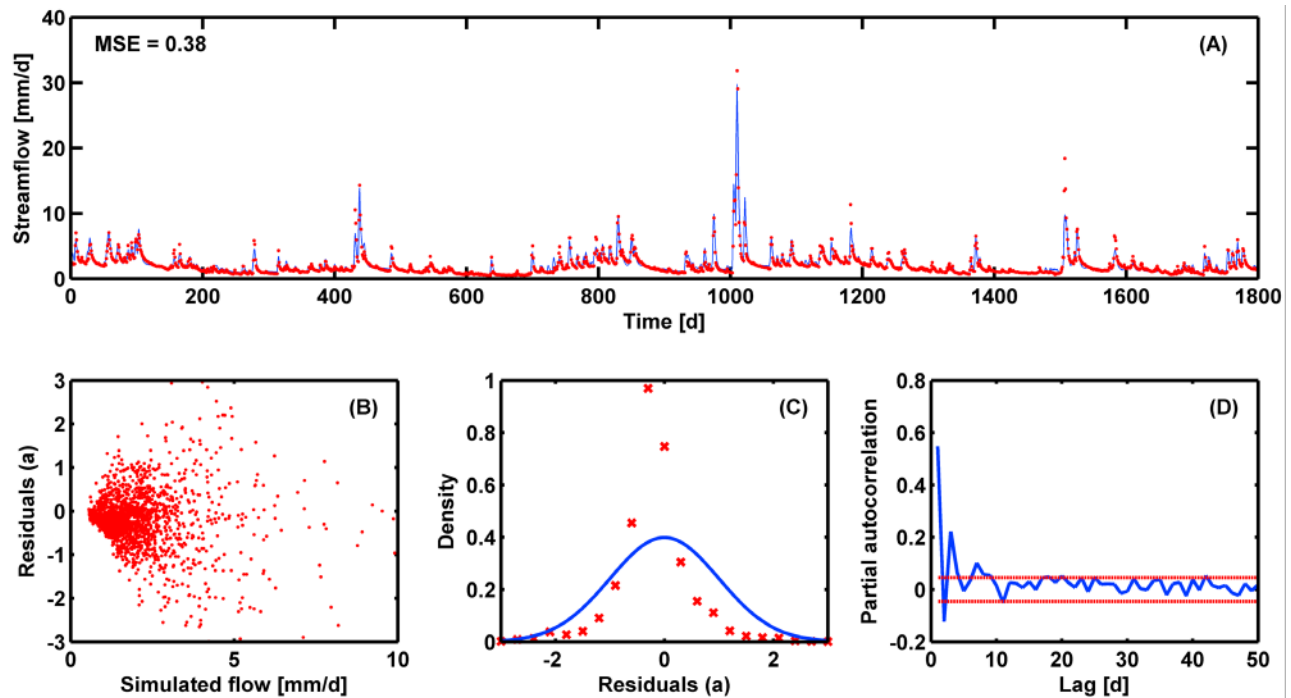 40
MSE = 0.38
(A)
30
20
10
0
Streamflow [mm/d]
0 200 400 600 800 1000 1200 1400 1600 1800
Time [d]
3
(B)
2
1
0
-1
-2
-3
Residuals (a)
0 5 10
Simulated flow [mm/d]
1
(C)
0.8
0.6
0.4
0.2
0
Density
-2 0 2
Residuals (a)
0.8
(D)
0.6
0.4
0.2
0
-0.2
Partial autocorrelation
0 10 20 30 40 50
Lag [d]